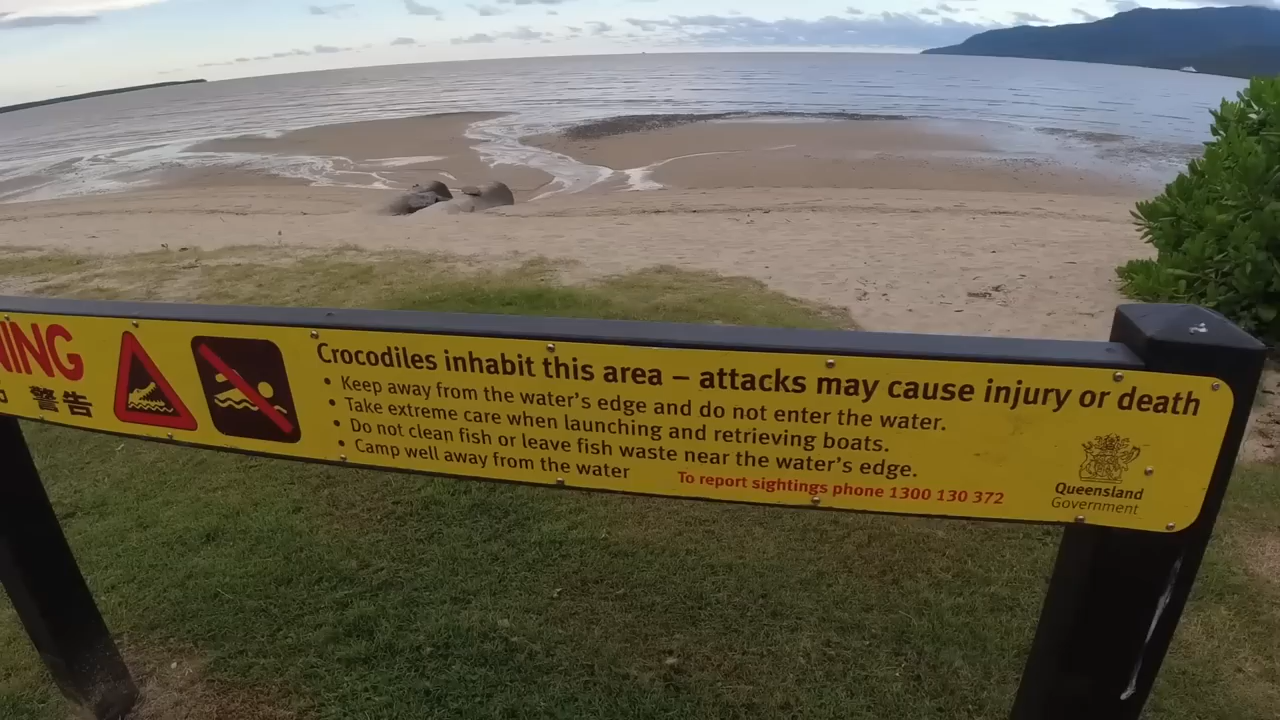 NING
警告
Crocodiles inhabit this area – attacks may cause injury or death
• Keep away from the water's edge and do not enter the water.
• Take extreme care when launching and retrieving boats.
• Do not clean fish or leave fish waste near the water's edge.
• Camp well away from the water
To report sightings phone 1300 130 372
Queensland
Government